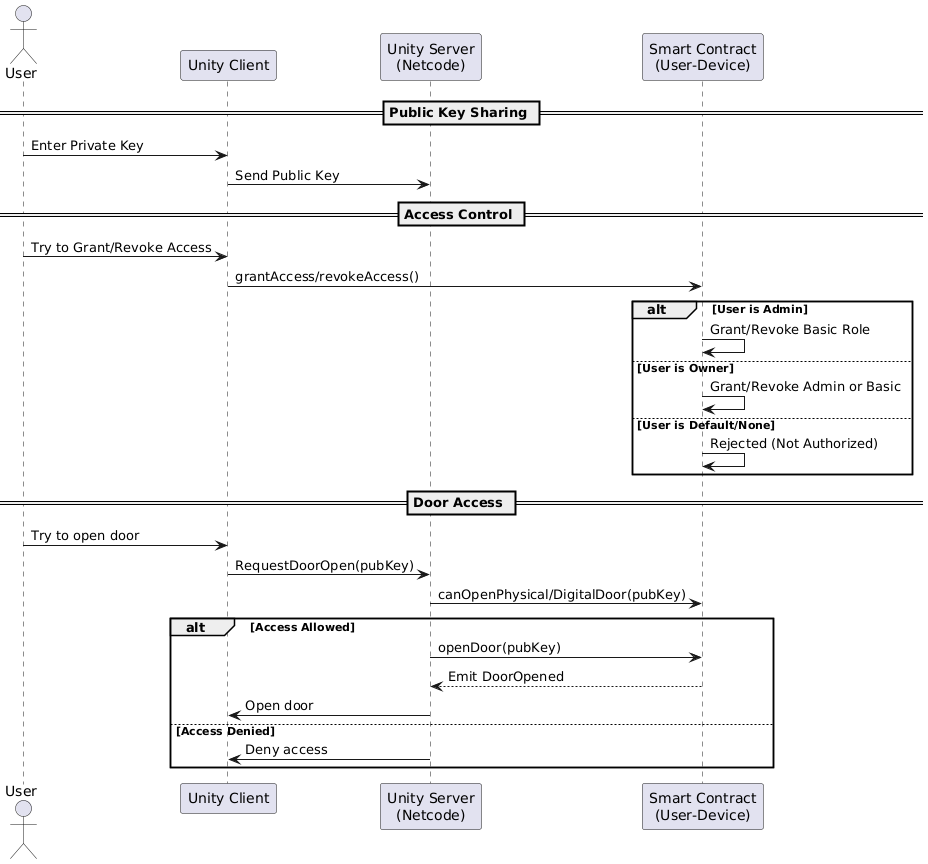 User
Unity Client
Unity Server
(Netcode)
Smart Contract
(User-Device)
Public Key Sharing
Enter Private Key
Send Public Key
Access Control
Try to Grant/Revoke Access
grantAccess/revokeAccess()
alt
[User is Admin]
Grant/Revoke Basic Role
[User is Owner]
Grant/Revoke Admin or Basic
[User is Default/None]
Rejected (Not Authorized)
Door Access
Try to open door
RequestDoorOpen(pubKey)
canOpenPhysical/DigitalDoor(pubKey)
alt
[Access Allowed]
openDoor(pubKey)
Emit DoorOpened
Open door
[Access Denied]
Deny access
User
Unity Client
Unity Server
(Netcode)
Smart Contract
(User-Device)